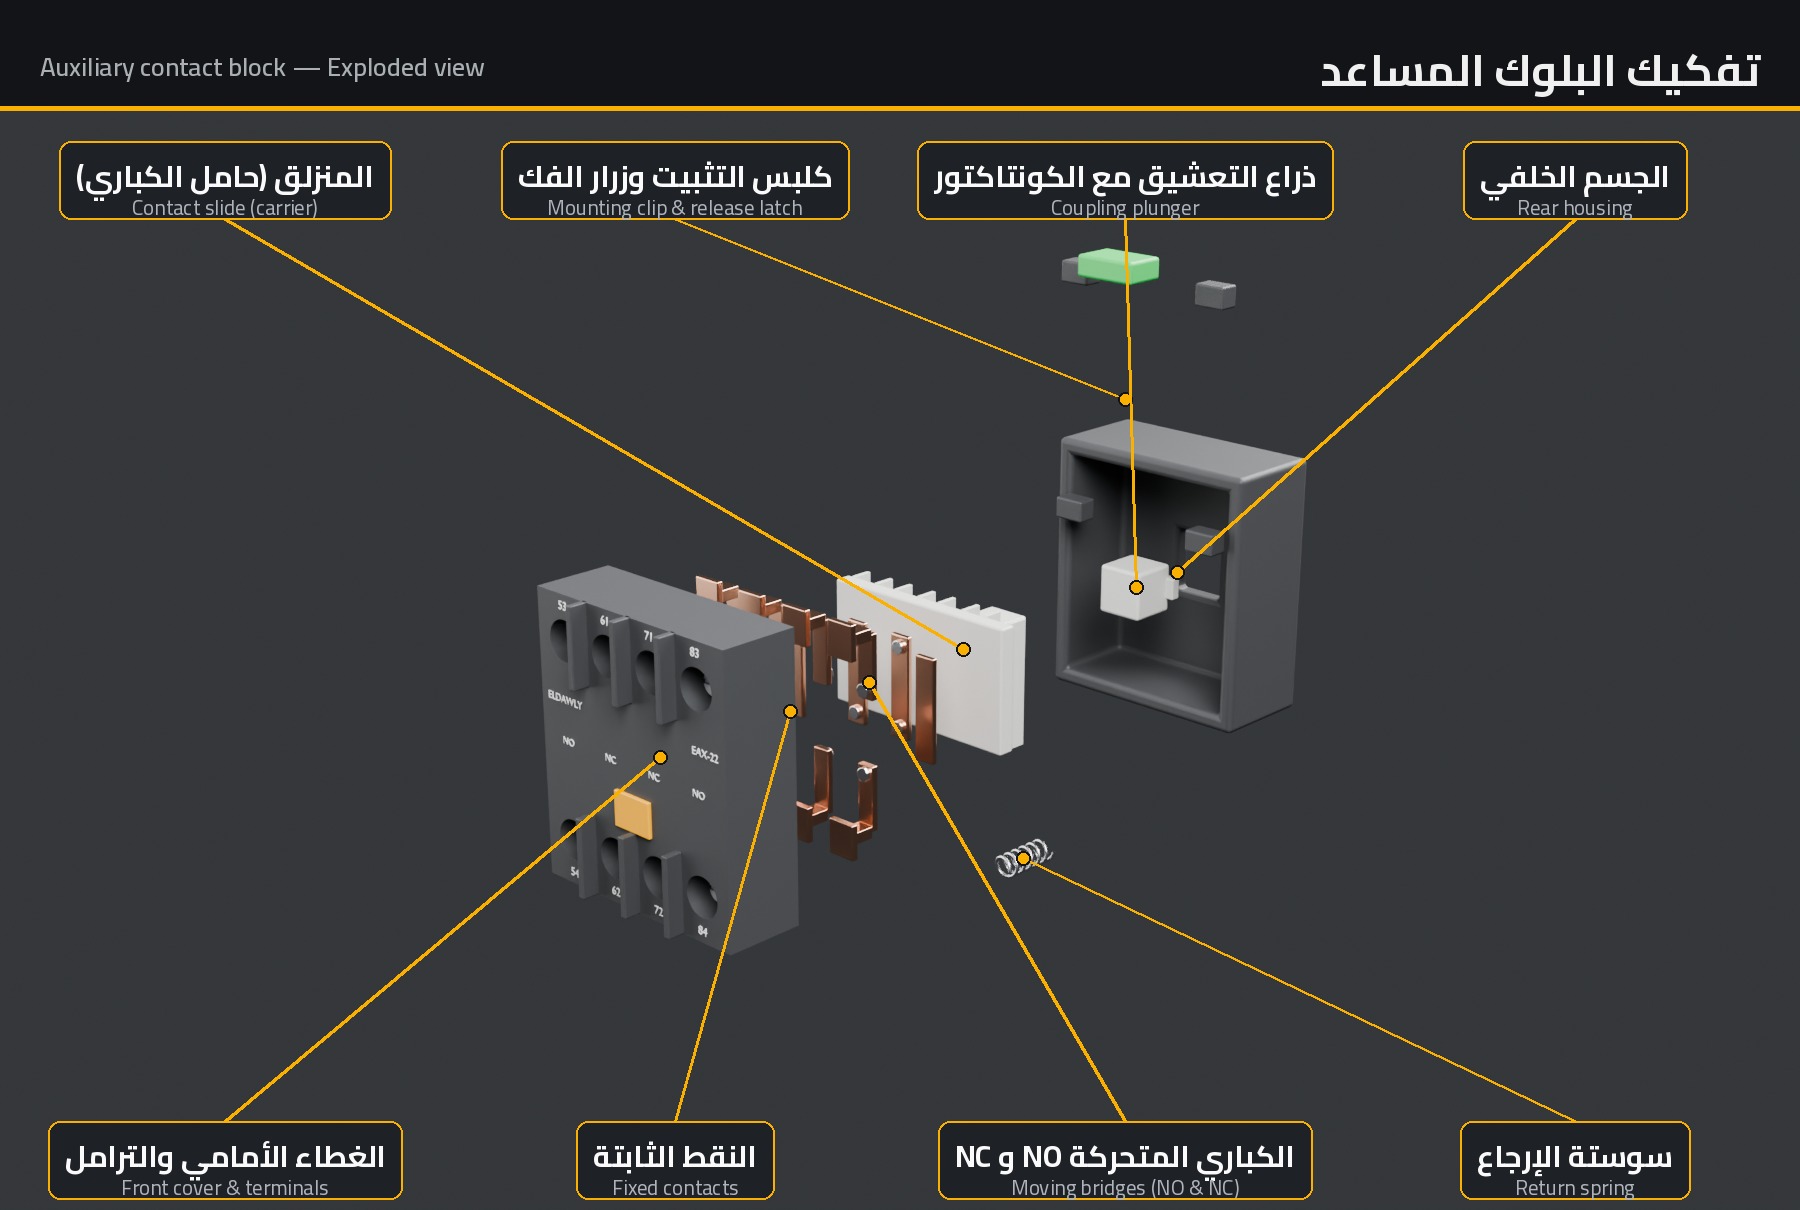 تفكيك البلوك المساعد
Auxiliary contact block — Exploded view
الجسم الخلفي
Rear housing
ذراع التعشيق مع الكونتاكتور
Coupling plunger
كلبس التثبيت وزرار الفك
Mounting clip & release latch
المنزلق (حامل الكباري)
Contact slide (carrier)
53
61
71
83
ELDAWLY
EAX-22
NO
NC
NC
NO
54
62
72
84
سوستة الإرجاع
Return spring
الكباري المتحركة NO و NC
Moving bridges (NO & NC)
النقط الثابتة
Fixed contacts
الغطاء الأمامي والترامل
Front cover & terminals